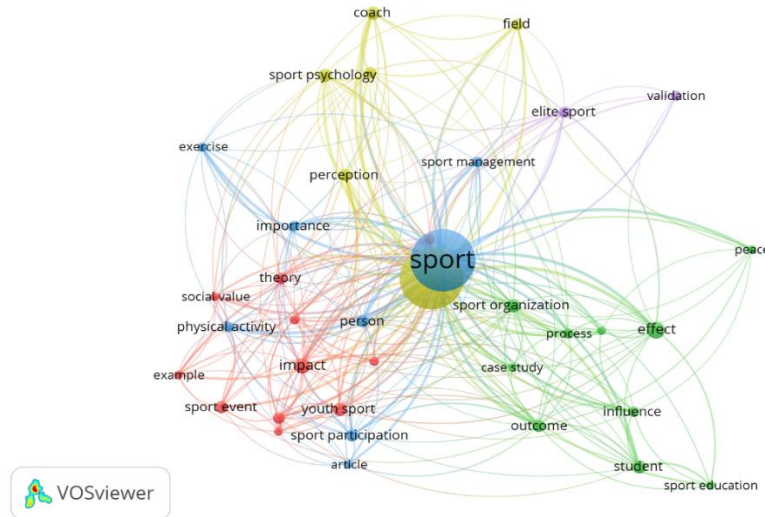 coach
field
sport psychology
validation
elite sport
exercise
sport management
perception
importance
peace
sport
theory
social value
sport organization
physical activity
person
process
effect
impact
case study
example
sport event
youth sport
influence
outcome
sport participation
article
student
sport education
VOSviewer